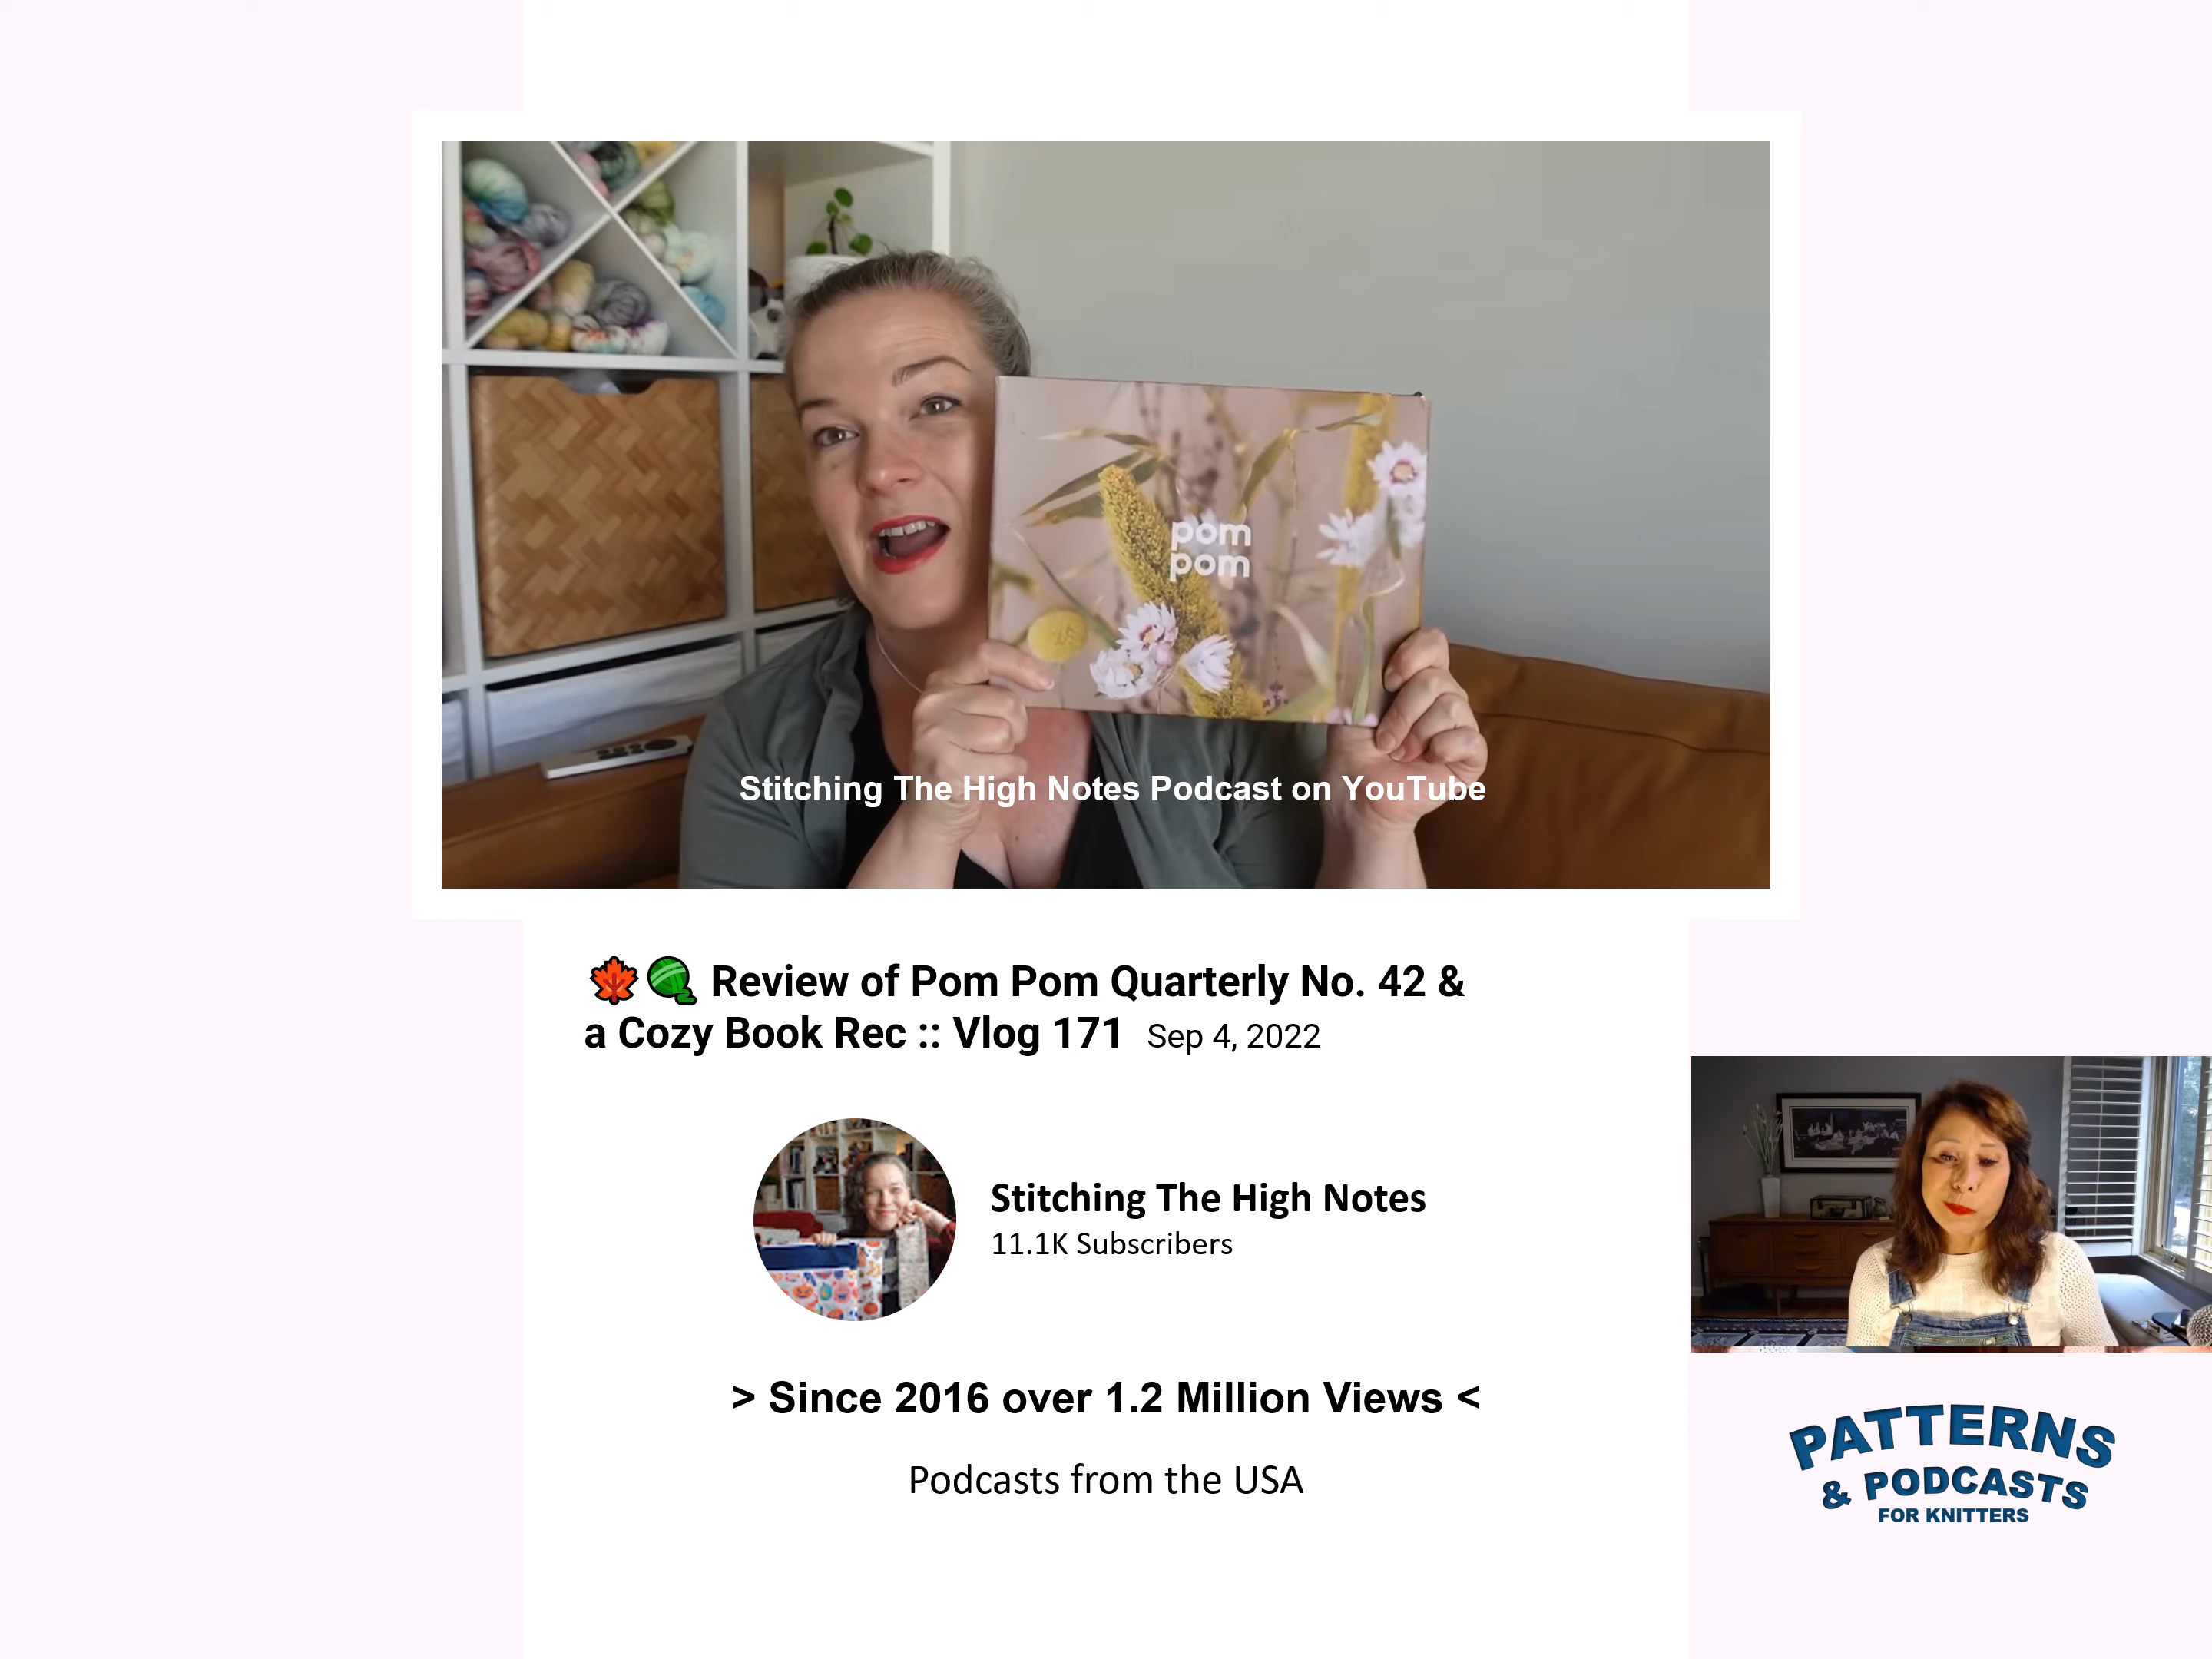 pom
pom
Stitching The High Notes Podcast on YouTube
Review of Pom Pom Quarterly No. 42 &
a Cozy Book Rec :: Vlog 171 Sep 4, 2022
Stitching The High Notes
11.1K Subscribers
> Since 2016 over 1.2 Million Views <
Podcasts from the USA
PATTERNS
& PODCASTS
FOR KNITTERS